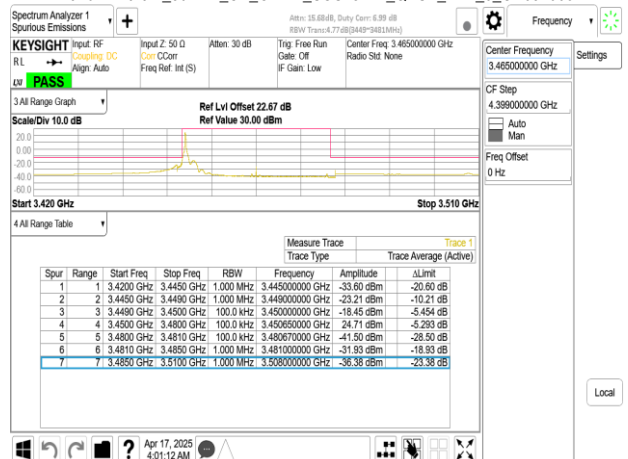 Spectrum Analyzer 1
Spurious Emissions
Attn: 15.68dB, Duty Corr: 6.99 dB
RBW Trans:4.77dB(3449~3481MHz)
Frequency
KEYSIGHT
Input: RF
Input Z: 50 Ω
Atten: 30 dB
Trig: Free Run
Center Freq: 3.465000000 GHz
RL
Coupling: DC
Corr CCorr
Gate: Off
Radio Std: None
Align: Auto
Freq Ref: Int (S)
IF Gain: Low
LXI
PASS
Center Frequency
3.465000000 GHz
Settings
CF Step
4.399000000 GHz
Auto
Man
Freq Offset
0 Hz
3 All Range Graph
Ref Lvl Offset 22.67 dB
Scale/Div 10.0 dB
Ref Value 30.00 dBm
20.0
0.00
-20.0
-40.0
-60.0
Start 3.420 GHz
Stop 3.510 GHz
4 All Range Table
Measure Trace Trace 1
Trace Type Trace Average (Active)
Spur Range Start Freq Stop Freq RBW Frequency Amplitude ΔLimit
1 1 3.4200 GHz 3.4450 GHz 1.000 MHz 3.445000000 GHz -33.60 dBm -20.60 dB
2 2 3.4450 GHz 3.4490 GHz 1.000 MHz 3.449000000 GHz -23.21 dBm -10.21 dB
3 3 3.4490 GHz 3.4500 GHz 100.0 kHz 3.450000000 GHz -18.45 dBm -5.454 dB
4 4 3.4500 GHz 3.4800 GHz 100.0 kHz 3.450650000 GHz 24.71 dBm -5.293 dB
5 5 3.4800 GHz 3.4810 GHz 100.0 kHz 3.480670000 GHz -41.50 dBm -28.50 dB
6 6 3.4810 GHz 3.4850 GHz 1.000 MHz 3.481000000 GHz -31.93 dBm -18.93 dB
7 7 3.4850 GHz 3.5100 GHz 1.000 MHz 3.508000000 GHz -36.38 dBm -23.38 dB
Local
Apr 17, 2025
4:01:12 AM